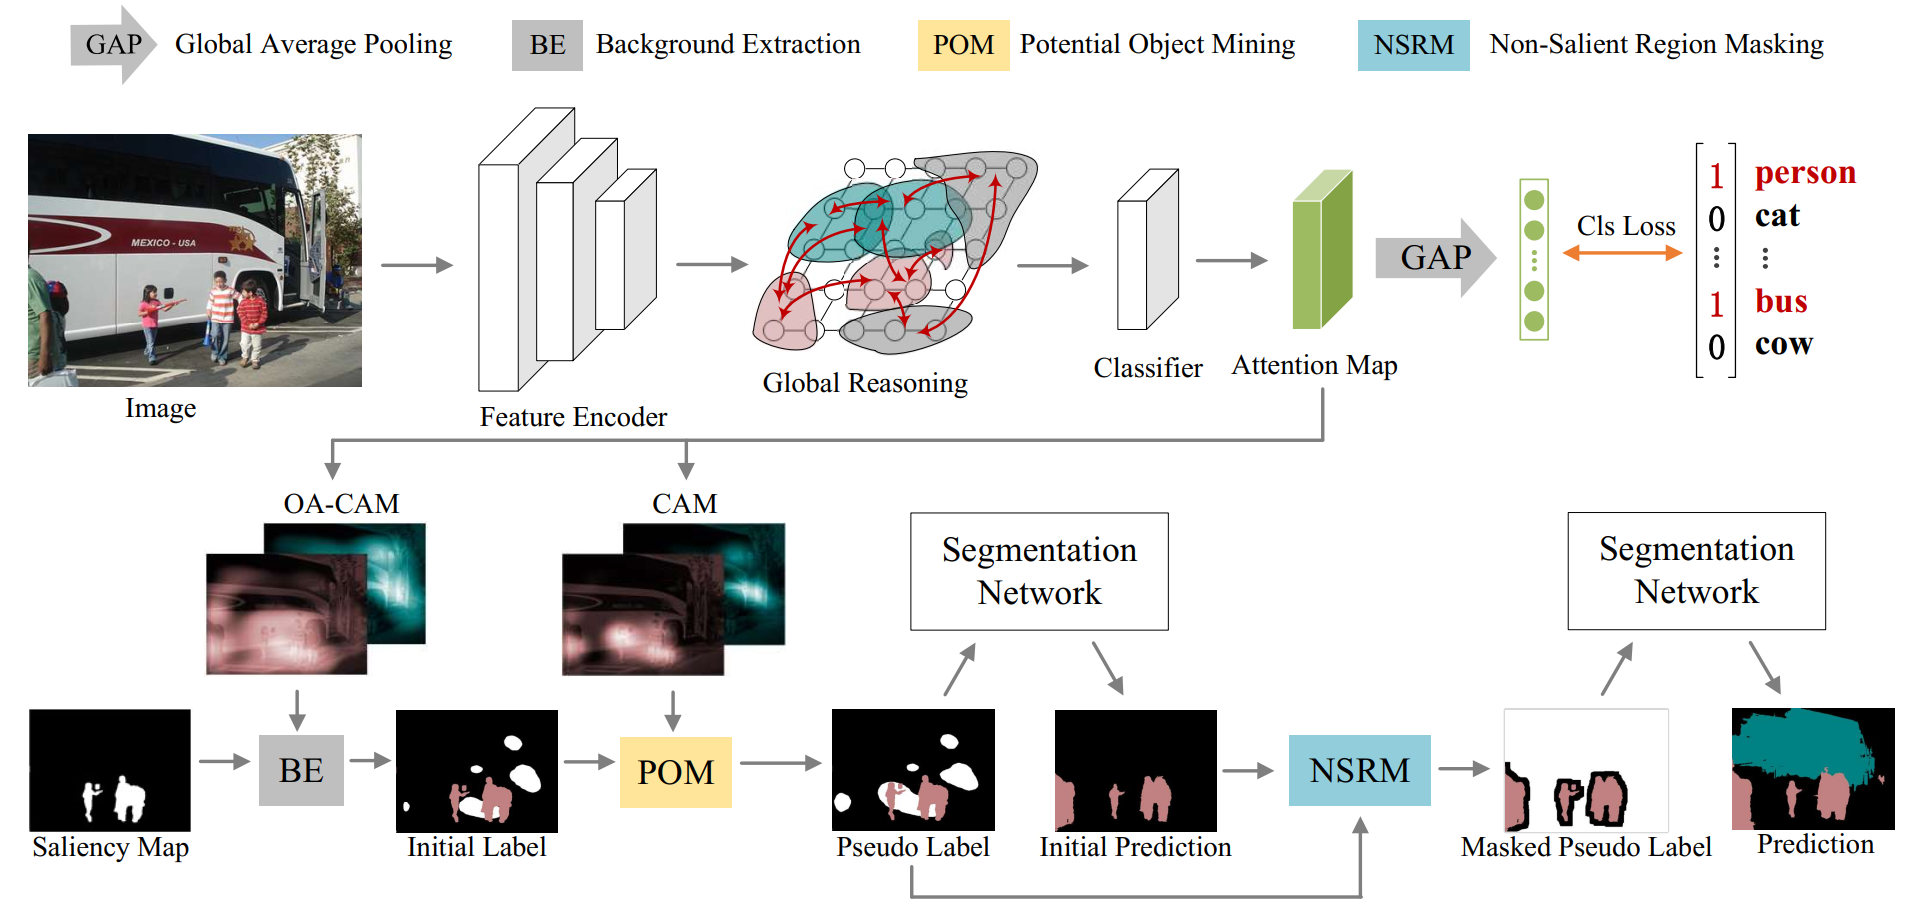 GAP Global Average Pooling
BE Background Extraction
POM Potential Object Mining
NSRM Non-Salient Region Masking
MEXICO - USA
Image
Feature Encoder
Global Reasoning
Classifier
Attention Map
GAP
Cls Loss
1 person
0 cat
⋮ ⋮
1 bus
0 cow
OA-CAM
CAM
Segmentation
Network
Segmentation
Network
BE
POM
NSRM
Saliency Map
Initial Label
Pseudo Label
Initial Prediction
Masked Pseudo Label
Prediction